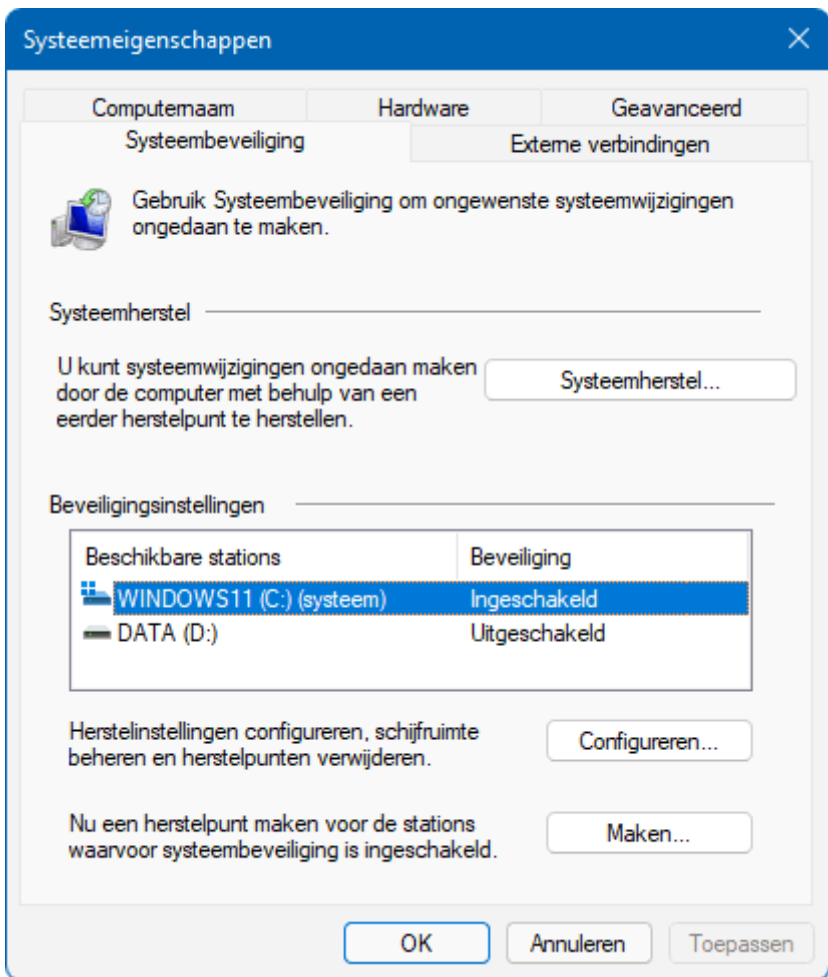 Systeemeigenschappen
Computernaam
Hardware
Geavanceerd
Systeembeveiliging
Externe verbindingen
Gebruik Systeembeveiliging om ongewenste systeemwijzigingen
ongedaan te maken.
Systeemherstel
U kunt systeemwijzigingen ongedaan maken
door de computer met behulp van een
eerder herstelpunt te herstellen.
Systeemherstel...
Beveiligingsinstellingen
Beschikbare stations
Beveiliging
WINDOWS11 (C:) (systeem)
Ingeschakeld
DATA (D:)
Uitgeschakeld
Herstelinstellingen configureren, schijfruimte
beheren en herstelpunten verwijderen.
Configureren...
Nu een herstelpunt maken voor de stations
waarvoor systeembeveiliging is ingeschakeld.
Maken...
OK
Annuleren
Toepassen